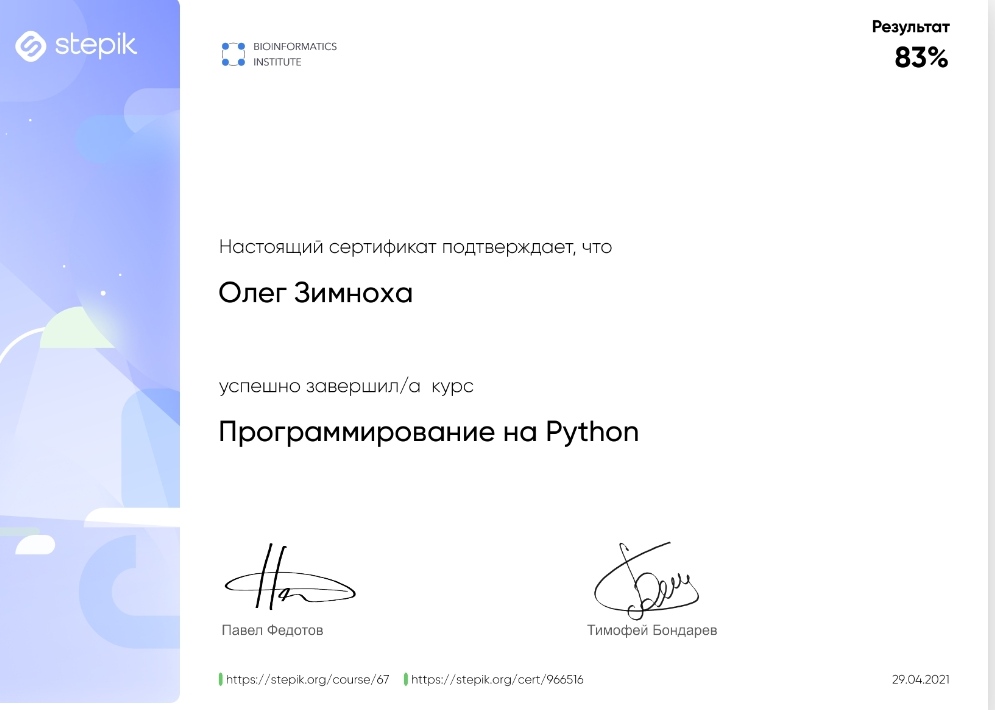 stepik
BIOINFORMATICS
INSTITUTE
Результат
83%
Настоящий сертификат подтверждает, что
Олег Зимноха
успешно завершил/а курс
Программирование на Python
Павел Федотов
Тимофей Бондарев
https://stepik.org/course/67
https://stepik.org/cert/966516
29.04.2021